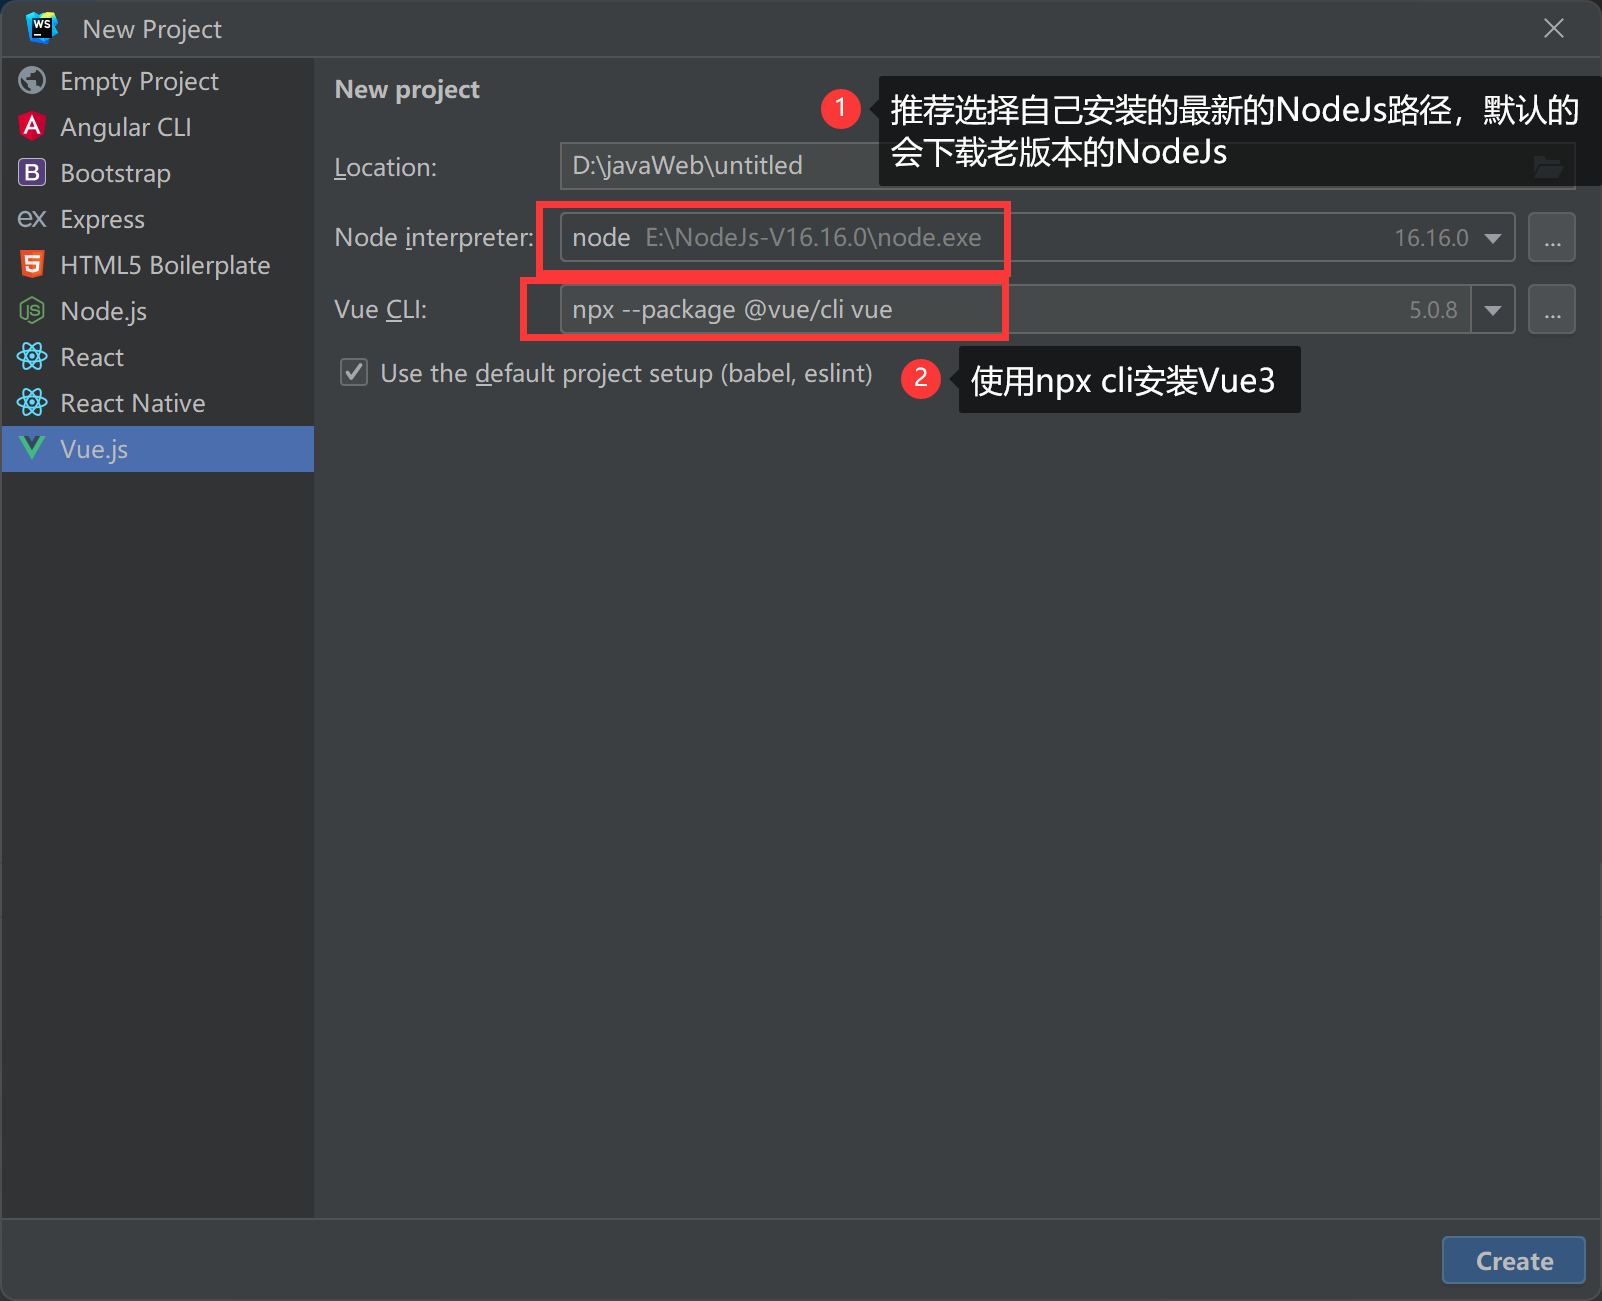 WS
New Project
Empty Project
Angular CLI
Bootstrap
ex Express
HTML5 Boilerplate
Node.js
React
React Native
Vue.js
New project
1
推荐选择自己安装的最新的NodeJs路径，默认的
会下载老版本的NodeJs
Location: D:\javaWeb\untitled
Node interpreter: node E:\NodeJs-V16.16.0\node.exe 16.16.0 ...
Vue CLI: npx --package @vue/cli vue 5.0.8 ...
Use the default project setup (babel, eslint)
2
使用npx cli安装Vue3
Create